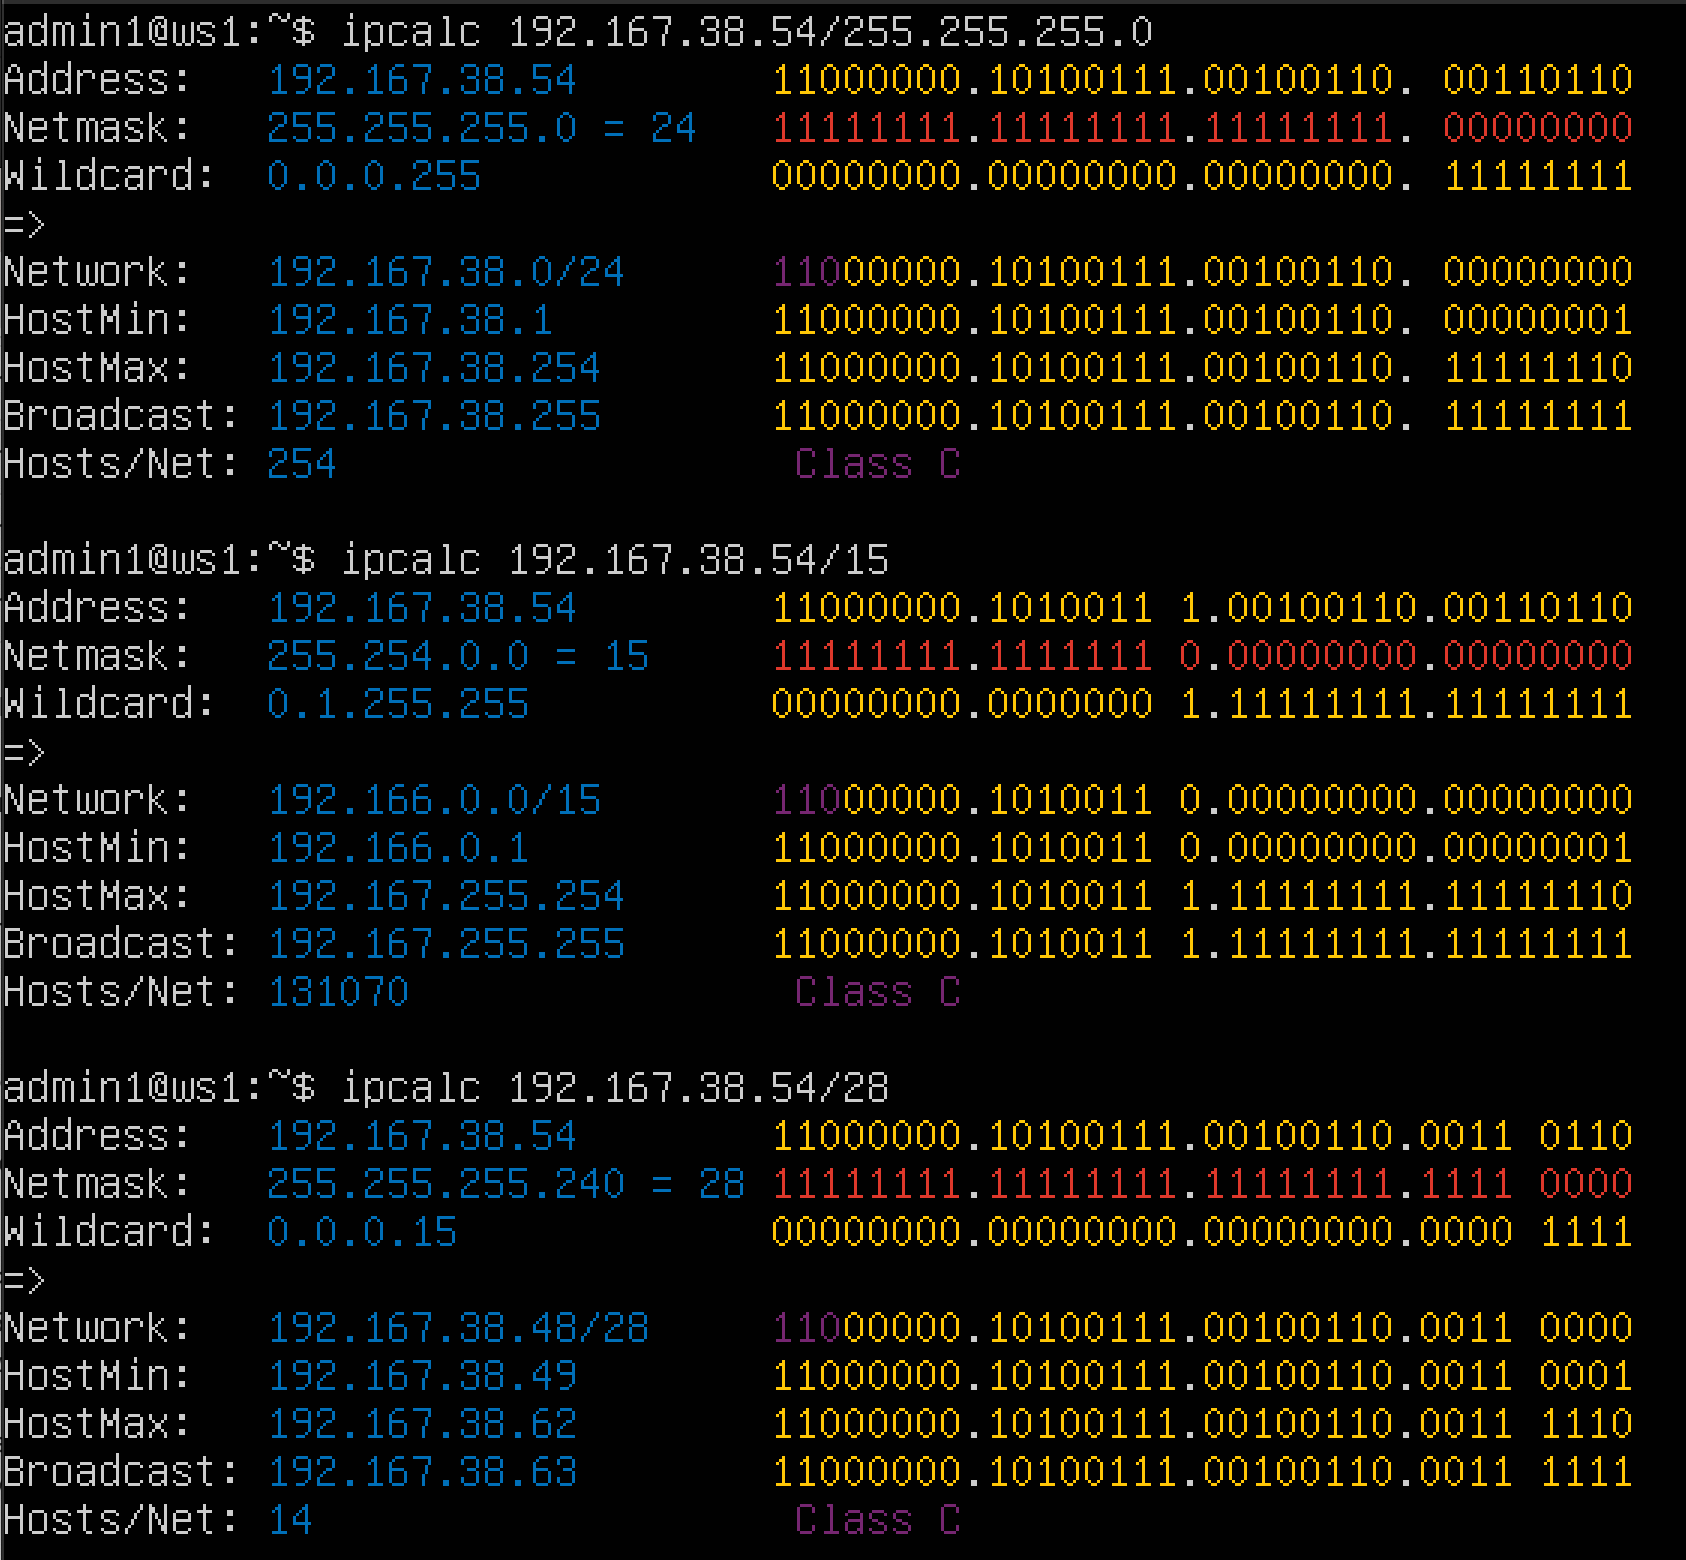 admin1@ws1:~$ ipcalc 192.167.38.54/255.255.255.0
Address:   192.167.38.54        11000000.10100111.00100110. 00110110
Netmask:   255.255.255.0 = 24   11111111.11111111.11111111. 00000000
Wildcard:  0.0.0.255            00000000.00000000.00000000. 11111111
=>
Network:   192.167.38.0/24      11000000.10100111.00100110. 00000000
HostMin:   192.167.38.1         11000000.10100111.00100110. 00000001
HostMax:   192.167.38.254       11000000.10100111.00100110. 11111110
Broadcast: 192.167.38.255       11000000.10100111.00100110. 11111111
Hosts/Net: 254                   Class C
admin1@ws1:~$ ipcalc 192.167.38.54/15
Address:   192.167.38.54        11000000.1010011 1.00100110.00110110
Netmask:   255.254.0.0 = 15     11111111.1111111 0.00000000.00000000
Wildcard:  0.1.255.255          00000000.0000000 1.11111111.11111111
=>
Network:   192.166.0.0/15       11000000.1010011 0.00000000.00000000
HostMin:   192.166.0.1          11000000.1010011 0.00000000.00000001
HostMax:   192.167.255.254      11000000.1010011 1.11111111.11111110
Broadcast: 192.167.255.255      11000000.1010011 1.11111111.11111111
Hosts/Net: 131070                Class C
admin1@ws1:~$ ipcalc 192.167.38.54/28
Address:   192.167.38.54        11000000.10100111.00100110.0011 0110
Netmask:   255.255.255.240 = 28 11111111.11111111.11111111.1111 0000
Wildcard:  0.0.0.15             00000000.00000000.00000000.0000 1111
=>
Network:   192.167.38.48/28     11000000.10100111.00100110.0011 0000
HostMin:   192.167.38.49        11000000.10100111.00100110.0011 0001
HostMax:   192.167.38.62        11000000.10100111.00100110.0011 1110
Broadcast: 192.167.38.63        11000000.10100111.00100110.0011 1111
Hosts/Net: 14                    Class C